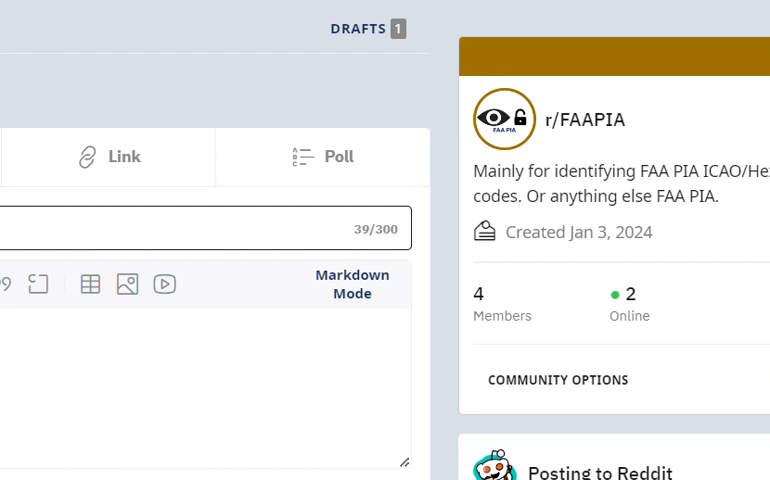 DRAFTS 1
Link
Poll
39/300
Markdown
Mode
FAA PIA
r/FAAPIA
Mainly for identifying FAA PIA ICAO/Hex
codes. Or anything else FAA PIA.
Created Jan 3, 2024
4
Members
2
Online
COMMUNITY OPTIONS
Posting to Reddit